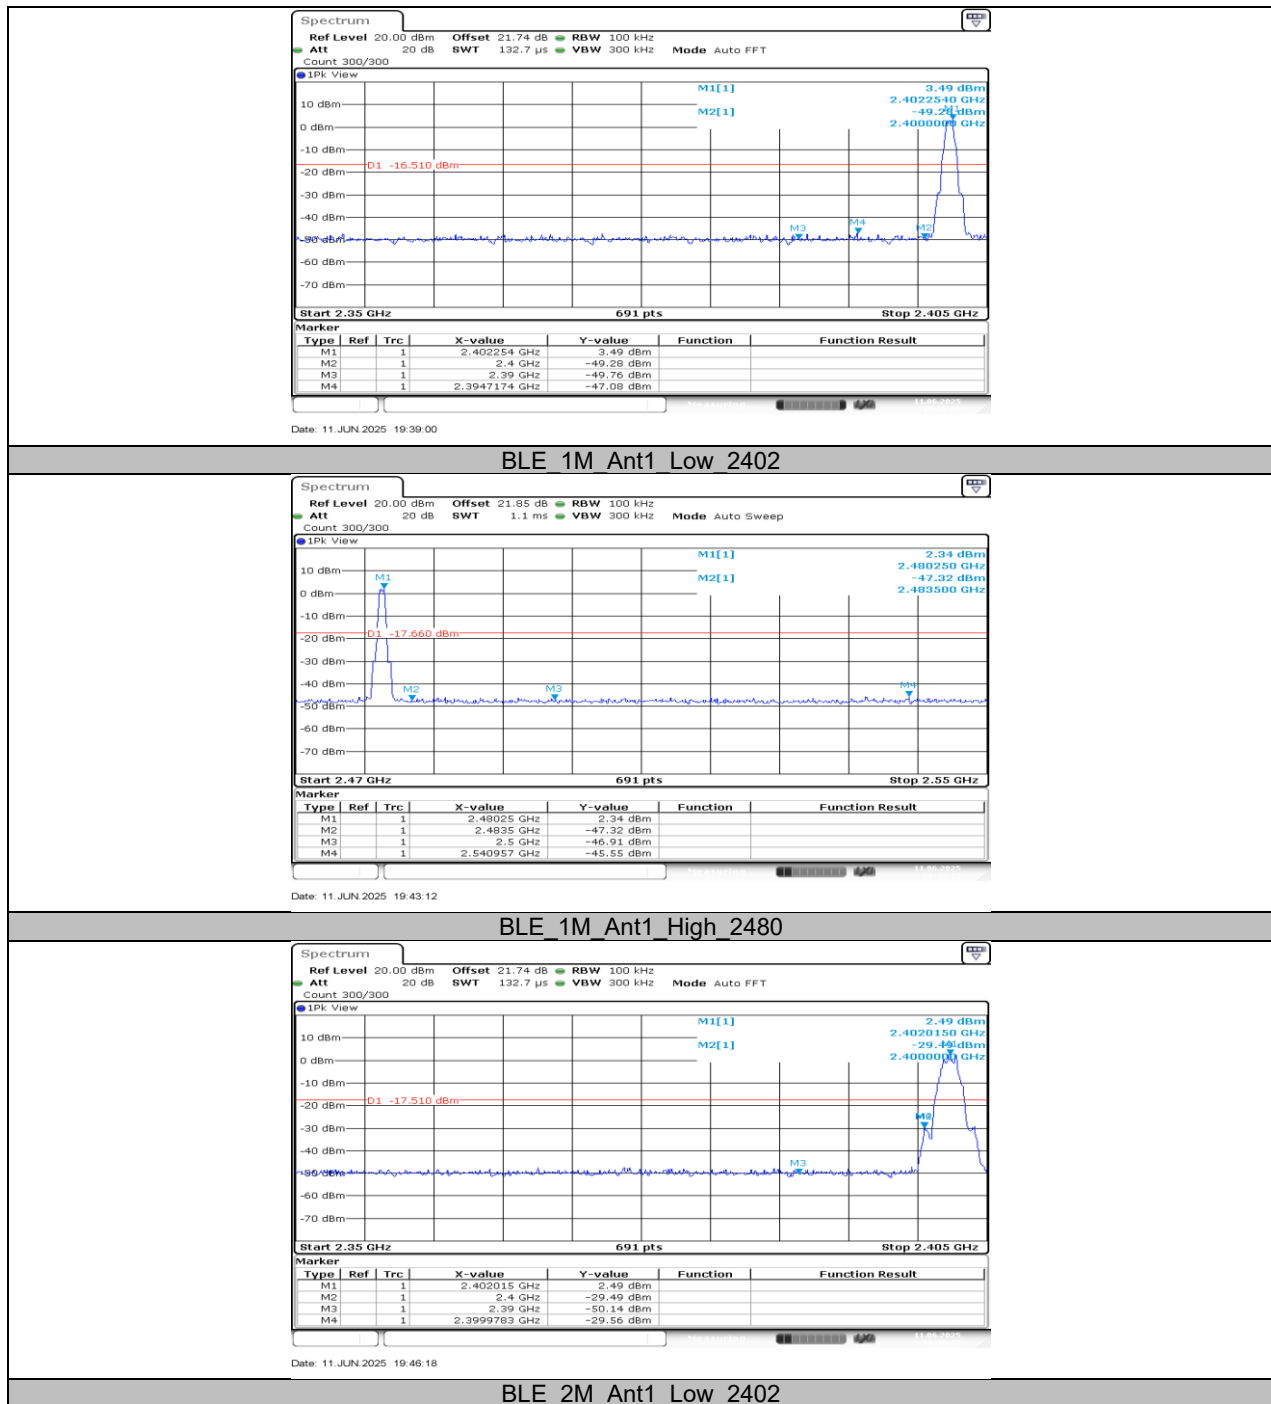 Spectrum
Ref Level 20.00 dBm Offset 21.74 dB RBW 100 kHz
Att 20 dB SWT 132.7 µs VBW 300 kHz Mode Auto FFT
Count 300/300
1Pk View
M1[1] 3.49 dBm
2.4022540 GHz
M2[1] -49.28 dBm
2.4000000 GHz
M1
10 dBm
0 dBm
-10 dBm
D1 -16.510 dBm
-20 dBm
-30 dBm
-40 dBm
M3 M4 M2
-50 dBm
-60 dBm
-70 dBm
Start 2.35 GHz 691 pts Stop 2.405 GHz
Marker
Type Ref Trc X-value Y-value Function Function Result
M1 1 2.402254 GHz 3.49 dBm
M2 1 2.4 GHz -49.28 dBm
M3 1 2.39 GHz -49.76 dBm
M4 1 2.3947174 GHz -47.08 dBm
Measuring 11.06.2025
Date: 11.JUN.2025 19:39:00
BLE_1M_Ant1_Low_2402
Spectrum
Ref Level 20.00 dBm Offset 21.85 dB RBW 100 kHz
Att 20 dB SWT 1.1 ms VBW 300 kHz Mode Auto Sweep
Count 300/300
1Pk View
M1[1] 2.34 dBm
2.480250 GHz
M2[1] -47.32 dBm
2.483500 GHz
10 dBm
M1
0 dBm
-10 dBm
D1 -17.660 dBm
-20 dBm
-30 dBm
-40 dBm
M2 M3 M4
-50 dBm
-60 dBm
-70 dBm
Start 2.47 GHz 691 pts Stop 2.55 GHz
Marker
Type Ref Trc X-value Y-value Function Function Result
M1 1 2.48025 GHz 2.34 dBm
M2 1 2.4835 GHz -47.32 dBm
M3 1 2.5 GHz -46.91 dBm
M4 1 2.540957 GHz -45.55 dBm
Measuring 11.06.2025
Date: 11.JUN.2025 19:43:12
BLE_1M_Ant1_High_2480
Spectrum
Ref Level 20.00 dBm Offset 21.74 dB RBW 100 kHz
Att 20 dB SWT 132.7 µs VBW 300 kHz Mode Auto FFT
Count 300/300
1Pk View
M1[1] 2.49 dBm
2.4020150 GHz
M2[1] -29.49 dBm
2.4000000 GHz
M1
10 dBm
0 dBm
-10 dBm
D1 -17.510 dBm
-20 dBm
-30 dBm
-40 dBm
M3
-50 dBm
-60 dBm
-70 dBm
Start 2.35 GHz 691 pts Stop 2.405 GHz
Marker
Type Ref Trc X-value Y-value Function Function Result
M1 1 2.402015 GHz 2.49 dBm
M2 1 2.4 GHz -29.49 dBm
M3 1 2.39 GHz -50.14 dBm
M4 1 2.3999783 GHz -29.56 dBm
Measuring 11.06.2025
Date: 11.JUN.2025 19:46:18
BLE_2M_Ant1_Low_2402